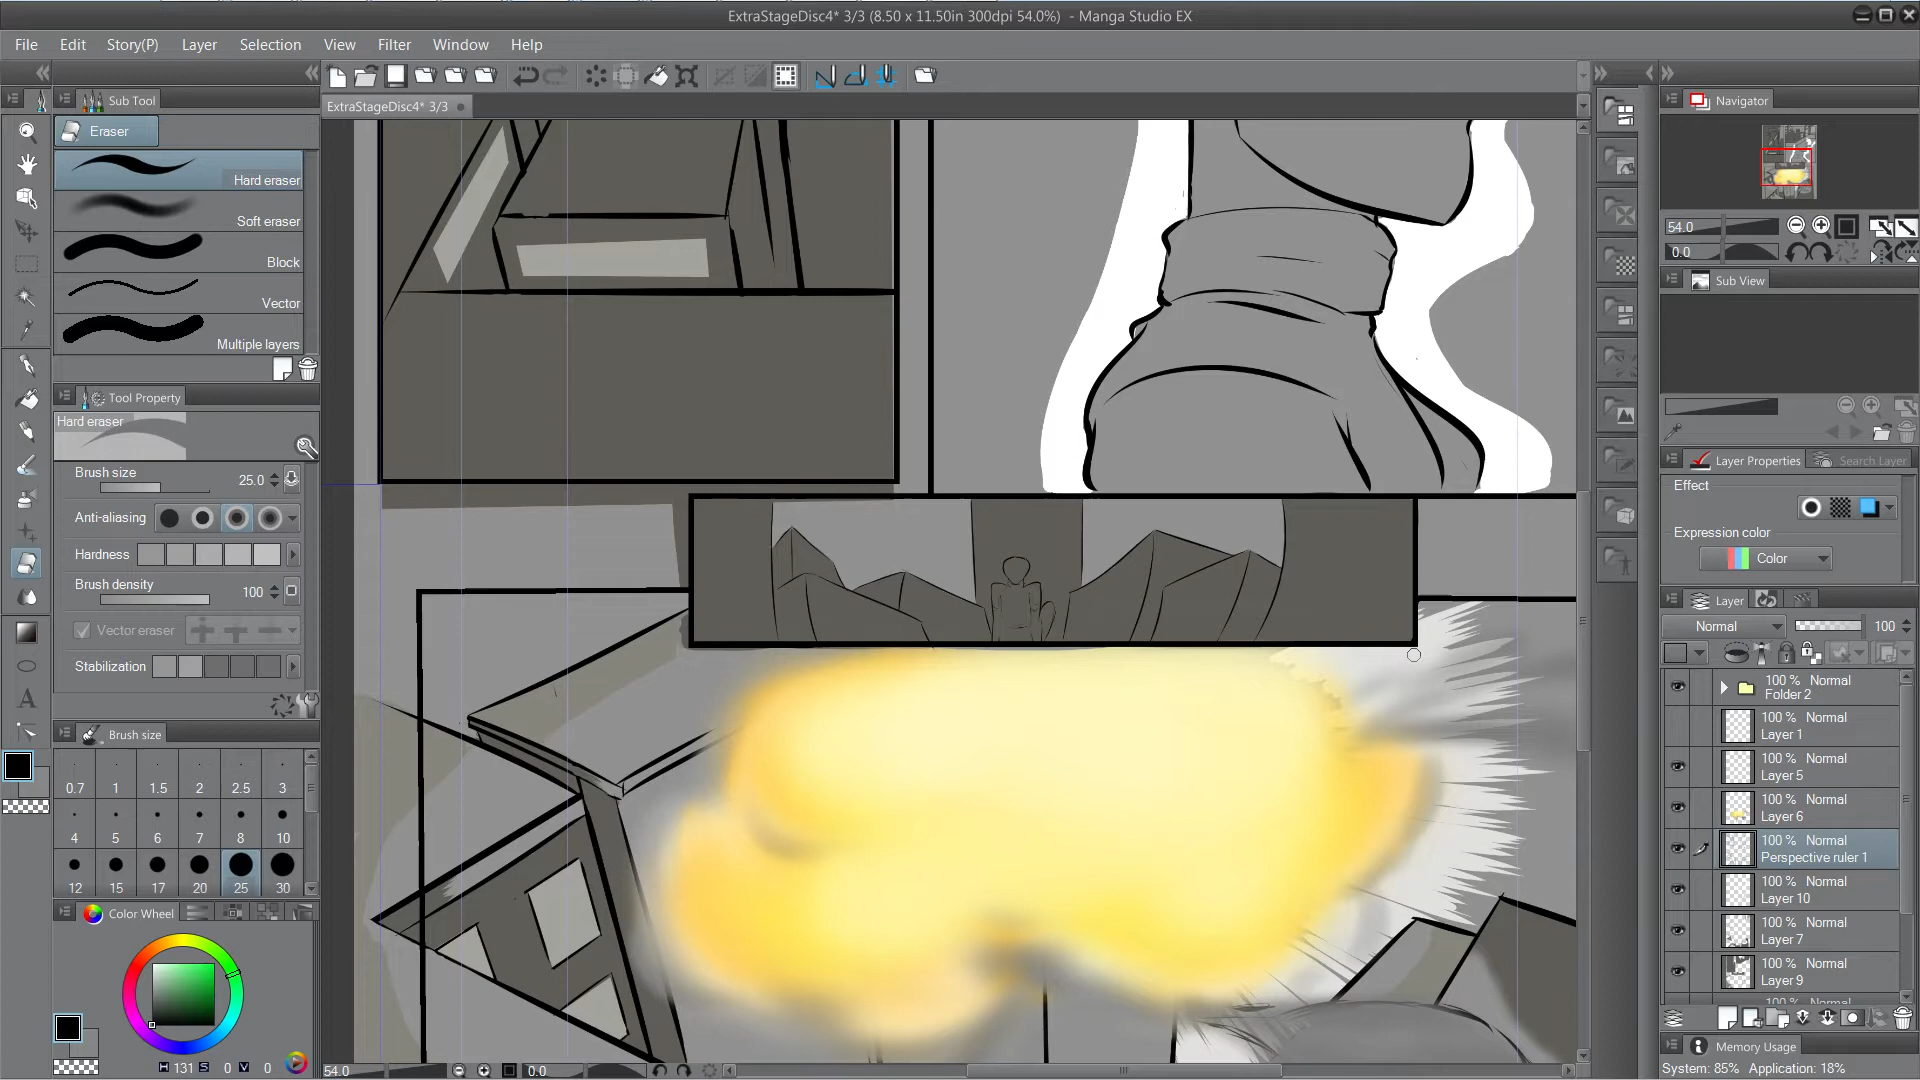 ExtraStageDisc4* 3/3 (8.50 x 11.50in 300dpi 54.0%)  - Manga Studio EX
File Edit Story(P) Layer Selection View Filter Window Help
Sub Tool
ExtraStageDisc4* 3/3
Eraser
Hard eraser
Soft eraser
Block
Vector
Multiple layers
Tool Property
Hard eraser
Brush size 25.0
Anti-aliasing
Hardness
Brush density 100
Vector eraser
Stabilization
Brush size
0.7 1 1.5 2 2.5 3
4 5 6 7 8 10
12 15 17 20 25 30
Color Wheel
H 131 S 0 V 0
54.0 0.0
Navigator
54.0
0.0
Sub View
Layer Properties Search Layer
Effect
Expression color
Color
Layer
Normal 100
100 % Normal
Folder 2
100 % Normal
Layer 1
100 % Normal
Layer 5
100 % Normal
Layer 6
100 % Normal
Perspective ruler 1
100 % Normal
Layer 10
100 % Normal
Layer 7
100 % Normal
Layer 9
100 % Normal
Memory Usage
System: 85% Application: 18%